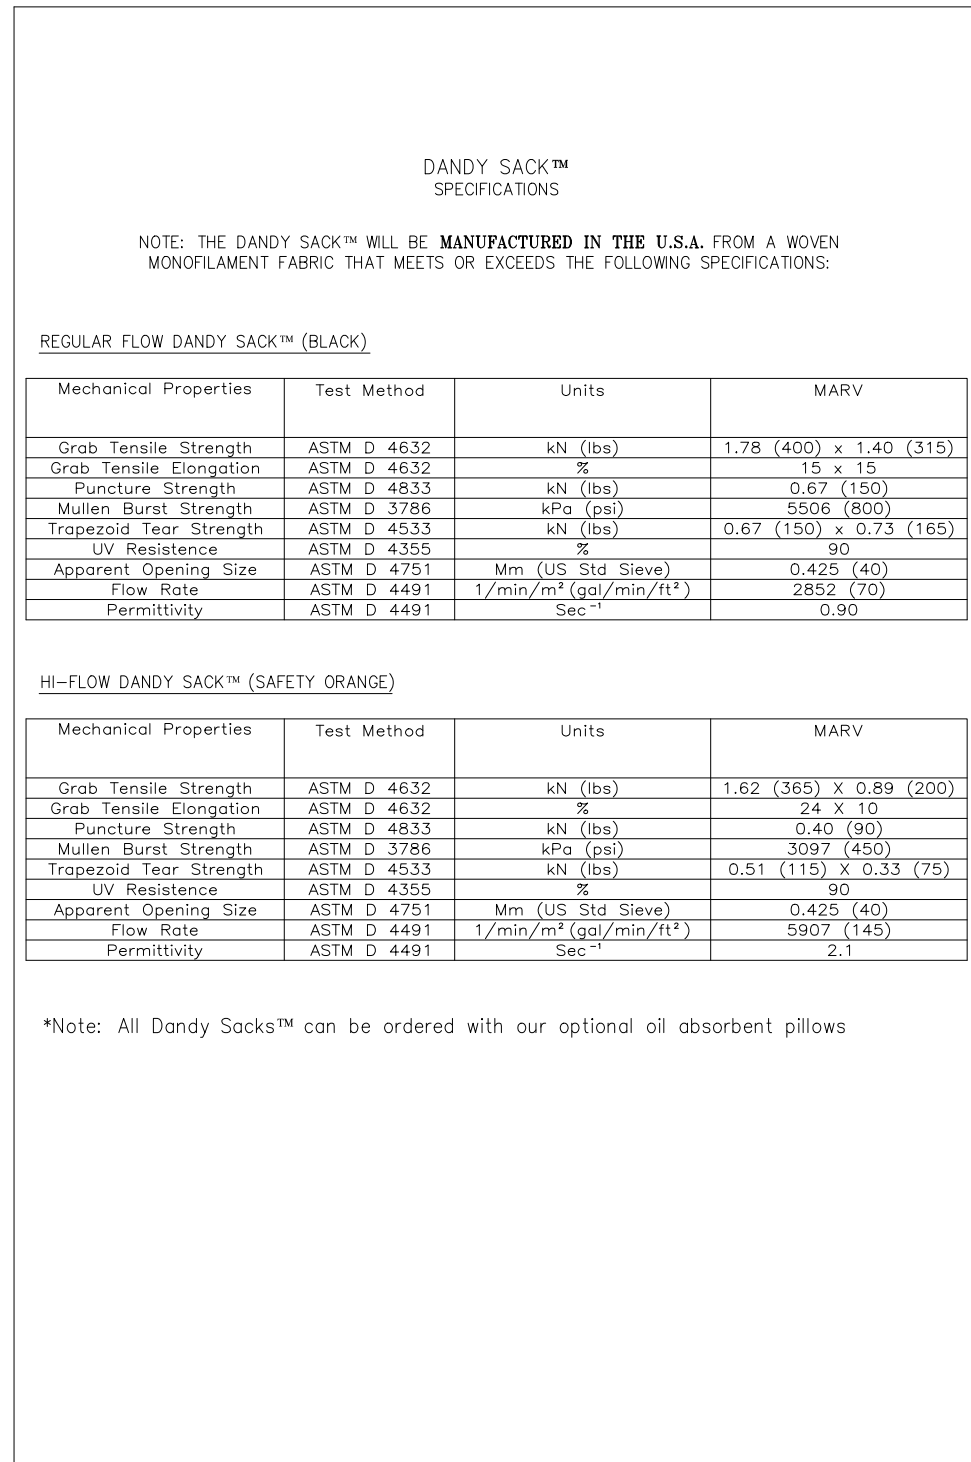 DANDY SACK™
SPECIFICATIONS
NOTE: THE DANDY SACK™ WILL BE MANUFACTURED IN THE U.S.A. FROM A WOVEN
MONOFILAMENT FABRIC THAT MEETS OR EXCEEDS THE FOLLOWING SPECIFICATIONS:
REGULAR FLOW DANDY SACK™ (BLACK)
Mechanical Properties Test Method Units MARV
Grab Tensile Strength ASTM D 4632 kN (lbs) 1.78 (400) x 1.40 (315)
Grab Tensile Elongation ASTM D 4632 % 15 x 15
Puncture Strength ASTM D 4833 kN (lbs) 0.67 (150)
Mullen Burst Strength ASTM D 3786 kPa (psi) 5506 (800)
Trapezoid Tear Strength ASTM D 4533 kN (lbs) 0.67 (150) x 0.73 (165)
UV Resistence ASTM D 4355 % 90
Apparent Opening Size ASTM D 4751 Mm (US Std Sieve) 0.425 (40)
Flow Rate ASTM D 4491 1/min/m² (gal/min/ft²) 2852 (70)
Permittivity ASTM D 4491 Sec⁻¹ 0.90
HI-FLOW DANDY SACK™ (SAFETY ORANGE)
Mechanical Properties Test Method Units MARV
Grab Tensile Strength ASTM D 4632 kN (lbs) 1.62 (365) X 0.89 (200)
Grab Tensile Elongation ASTM D 4632 % 24 X 10
Puncture Strength ASTM D 4833 kN (lbs) 0.40 (90)
Mullen Burst Strength ASTM D 3786 kPa (psi) 3097 (450)
Trapezoid Tear Strength ASTM D 4533 kN (lbs) 0.51 (115) X 0.33 (75)
UV Resistence ASTM D 4355 % 90
Apparent Opening Size ASTM D 4751 Mm (US Std Sieve) 0.425 (40)
Flow Rate ASTM D 4491 1/min/m² (gal/min/ft²) 5907 (145)
Permittivity ASTM D 4491 Sec⁻¹ 2.1
*Note: All Dandy Sacks™ can be ordered with our optional oil absorbent pillows